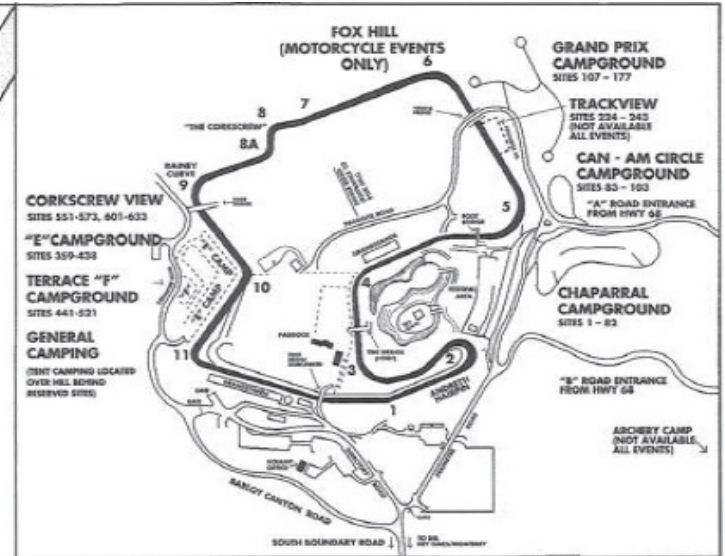 FOX HILL
(MOTORCYCLE EVENTS
ONLY)
6
7
8
"THE CORKSCREW"
8A
RAINEY
CURVE
9
GRAND PRIX
CAMPGROUND
SITES 107 - 177
TRACKVIEW
SITES 224 - 243
(NOT AVAILABLE
ALL EVENTS)
CAN - AM CIRCLE
CAMPGROUND
SITES 83 - 103
"A" ROAD ENTRANCE
FROM HWY 68
5
FOOT
BRIDGE
CORKSCREW VIEW
SITES 551-573, 601-633
"E" CAMPGROUND
SITES 359-438
TERRACE "F"
CAMPGROUND
SITES 441-521
GENERAL
CAMPING
(TENT CAMPING LOCATED
OVER HILL BEHIND
RESERVED SITES)
CAMP
CAMP
10
4
PADDOCK
3
2
ANDRETTI
HAIRPIN
11
1
CHAPARRAL
CAMPGROUND
SITES 1 - 82
"B" ROAD ENTRANCE
FROM HWY 68
ARCHERY CAMP
(NOT AVAILABLE
ALL EVENTS)
BARLOY CANYON ROAD
SOUTH BOUNDARY ROAD